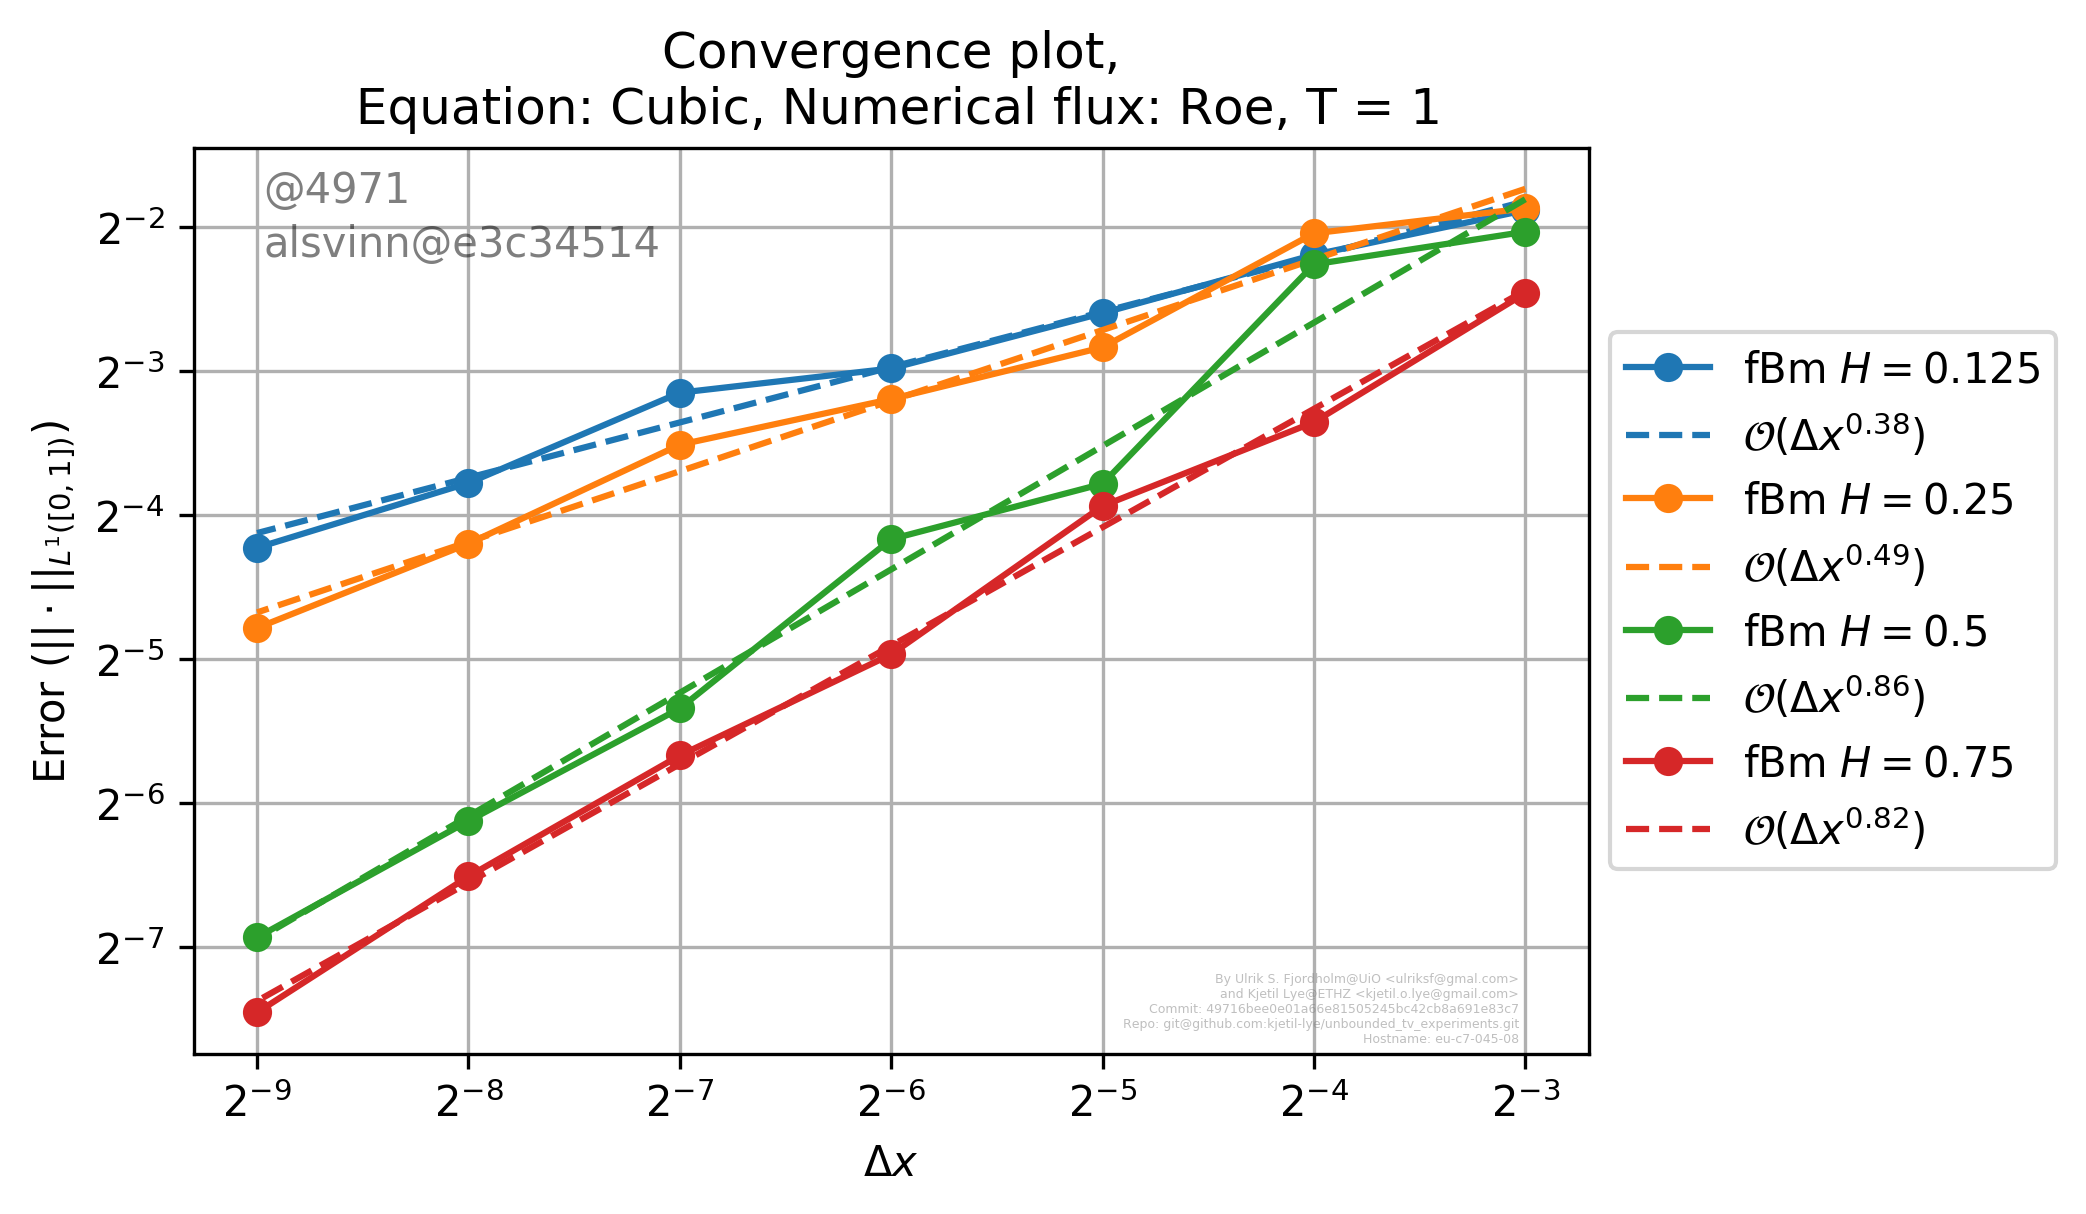 Convergence plot,
Equation: Cubic, Numerical flux: Roe, T = 1
@4971
alsvinn@e3c34514
2⁻²
2⁻³
2⁻⁴
2⁻⁵
2⁻⁶
2⁻⁷
Error (|| · ||_{L¹([0, 1])})
2⁻⁹
2⁻⁸
2⁻⁷
2⁻⁶
2⁻⁵
2⁻⁴
2⁻³
Δx
fBm H = 0.125
𝒪(Δx^{0.38})
fBm H = 0.25
𝒪(Δx^{0.49})
fBm H = 0.5
𝒪(Δx^{0.86})
fBm H = 0.75
𝒪(Δx^{0.82})
By Ulrik S. Fjordholm@UiO <ulriksf@gmal.com>
and Kjetil Lye@ETHZ <kjetil.o.lye@gmail.com>
Commit: 49716bee0e01a66e81505245bc42cb8a691e83c7
Repo: git@github.com:kjetil-lye/unbounded_tv_experiments.git
Hostname: eu-c7-045-08